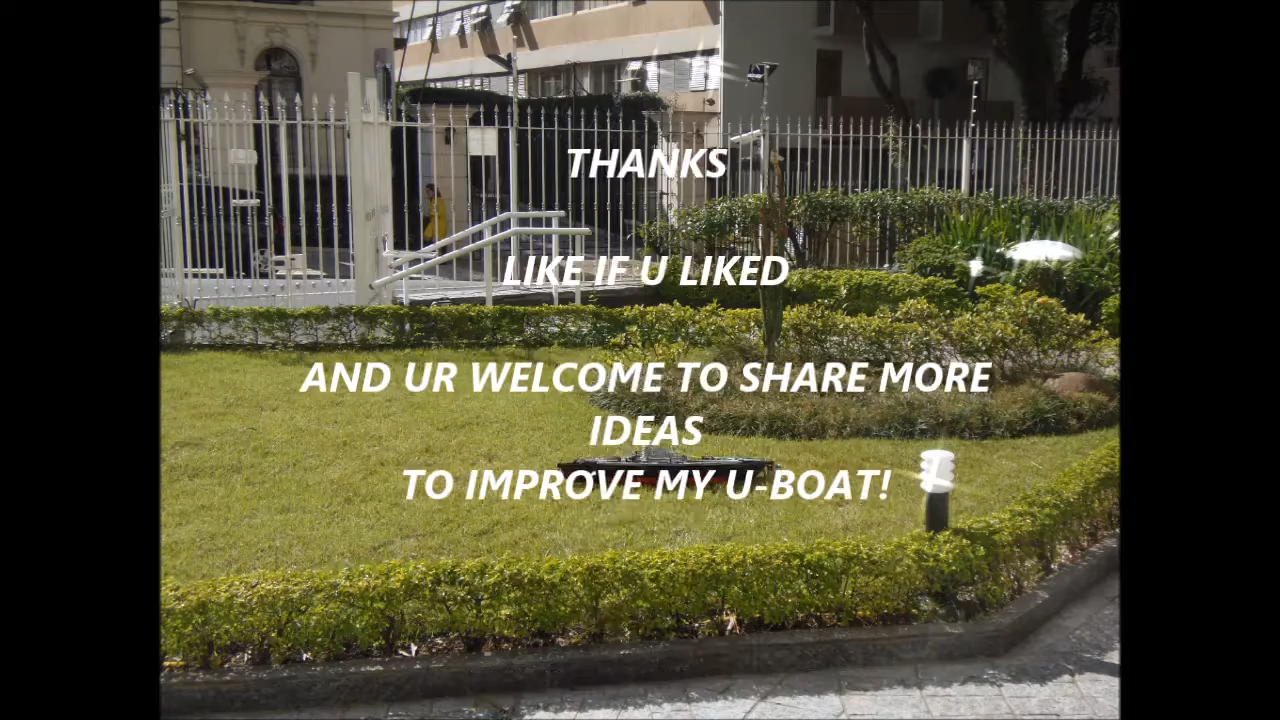 THANKS
LIKE IF U LIKED
AND UR WELCOME TO SHARE MORE
IDEAS
TO IMPROVE MY U-BOAT!